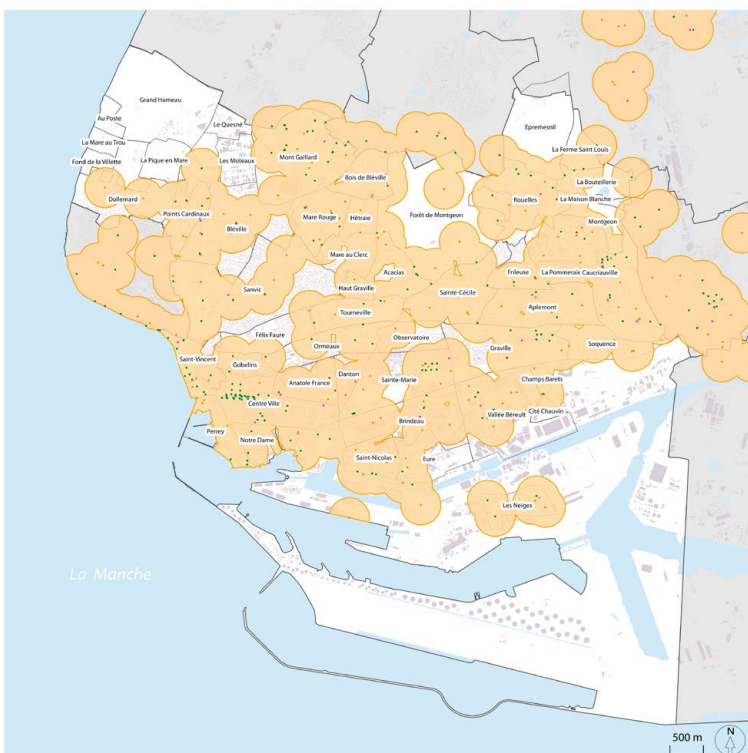 Grand Hameau
Au Poste
Le Quesné
La Mare au Trou
Fond de la Villette
La Pique en Mare
Les Moteaux
Mont Gaillard
Epremesnil
La Ferme Saint Louis
Bois de Bléville
La Bouteillerie
Dollemard
Rouelles
La Maison Blanche
Points Cardinaux
Mare Rouge
Hêtraie
Forêt de Montgeon
Montgeon
Bléville
Mare au Clerc
Acacias
Frileuse
La Pommeraie
Caucriauville
Sanvic
Haut Graville
Sainte-Cécile
Aplemont
Tourneville
Félix Faure
Observatoire
Ormeaux
Graville
Soquence
Saint-Vincent
Gobelins
Danton
Anatole France
Sainte-Marie
Champs Barets
Centre Ville
Vallée Béreult
Cité Chauvin
Brindeau
Perrey
Notre Dame
Saint-Nicolas
Eure
Les Neiges
La Manche
500 m
N